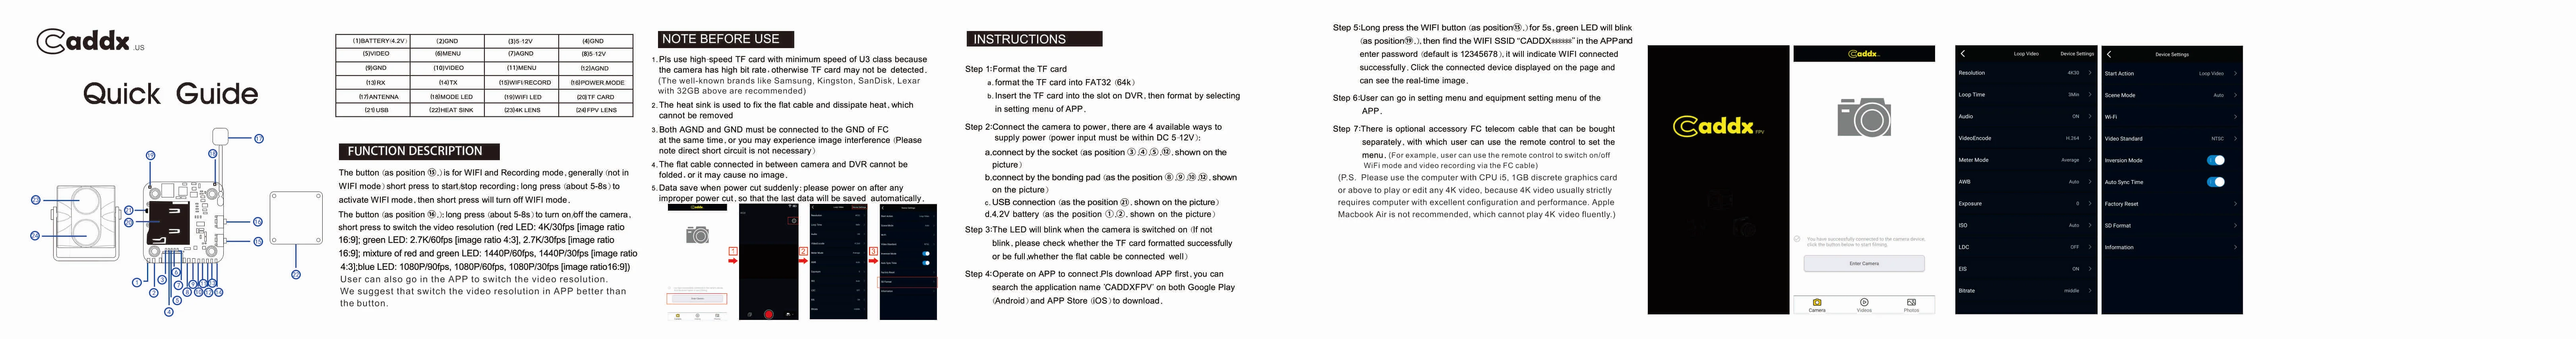 Caddx.us
Quick Guide
23
24
19
21
20
18
17
16
15
22
1
2
3
4
5
6
7
8
9
10
11
12
13
14
(1)BATTERY(4.2V) (2)GND (3)5-12V (4)GND
(5)VIDEO (6)MENU (7)AGND (8)5-12V
(9)GND (10)VIDEO (11)MENU (12)AGND
(13)RX (14)TX (15)WIFI/RECORD (16)POWER.MODE
(17)ANTENNA (18)MODE LED (19)WIFI LED (20)TF CARD
(21)USB (22)HEAT SINK (23)4K LENS (24)FPV LENS
FUNCTION DESCRIPTION
The button (as position ⑮.) is for WIFI and Recording mode, generally (not in
WIFI mode) short press to start/stop recording; long press (about 5-8s) to
activate WIFI mode, then short press will turn off WIFI mode.
The button (as position ⑯.); long press (about 5-8s) to turn on/off the camera,
short press to switch the video resolution (red LED: 4K/30fps [image ratio
16:9]; green LED: 2.7K/60fps [image ratio 4:3], 2.7K/30fps [image ratio
16:9]; mixture of red and green LED: 1440P/60fps, 1440P/30fps [image ratio
4:3];blue LED: 1080P/90fps, 1080P/60fps, 1080P/30fps [image ratio16:9])
User can also go in the APP to switch the video resolution.
We suggest that switch the video resolution in APP better than
the button.
NOTE BEFORE USE
1. Pls use high-speed TF card with minimum speed of U3 class because
the camera has high bit rate, otherwise TF card may not be detected.
(The well-known brands like Samsung, Kingston, SanDisk, Lexar
with 32GB above are recommended)
2. The heat sink is used to fix the flat cable and dissipate heat, which
cannot be removed
3. Both AGND and GND must be connected to the GND of FC
at the same time, or you may experience image interference (Please
note direct short circuit is not necessary)
4. The flat cable connected in between camera and DVR cannot be
folded, or it may cause no image.
5. Data save when power cut suddenly: please power on after any
improper power cut, so that the last data will be saved automatically.
1
2
3
INSTRUCTIONS
Step 1:Format the TF card
a. format the TF card into FAT32 (64k)
b. Insert the TF card into the slot on DVR, then format by selecting
in setting menu of APP.
Step 2:Connect the camera to power, there are 4 available ways to
supply power (power input must be within DC 5-12V):
a.connect by the socket (as position ③,④,⑤,⑫, shown on the
picture)
b.connect by the bonding pad (as the position ⑧,⑨,⑩,⑫, shown
on the picture)
c. USB connection (as the position ㉑, shown on the picture)
d.4.2V battery (as the position ①,②, shown on the picture)
Step 3:The LED will blink when the camera is switched on (If not
blink, please check whether the TF card formatted successfully
or be full,whether the flat cable be connected well)
Step 4:Operate on APP to connect.Pls download APP first, you can
search the application name 'CADDXFPV' on both Google Play
(Android) and APP Store (iOS) to download.
Step 5:Long press the WIFI button (as position⑮.) for 5s, green LED will blink
(as position⑲.), then find the WIFI SSID "CADDX******" in the APPand
enter password (default is 12345678), it will indicate WIFI connected
successfully. Click the connected device displayed on the page and
can see the real-time image.
Step 6:User can go in setting menu and equipment setting menu of the
APP.
Step 7:There is optional accessory FC telecom cable that can be bought
separately, with which user can use the remote control to set the
menu. (For example, user can use the remote control to switch on/off
WiFi mode and video recording via the FC cable)
(P.S. Please use the computer with CPU i5, 1GB discrete graphics card
or above to play or edit any 4K video, because 4K video usually strictly
requires computer with excellent configuration and performance. Apple
Macbook Air is not recommended, which cannot play 4K video fluently.)
Caddx FPV
Caddx
You have successfully connected to the camera device,
click the button below to start filming.
Enter Camera
Camera Videos Photos
Loop Video Device Settings
Resolution 4K30
Loop Time 3Min
Audio ON
VideoEncode H.264
Meter Mode Average
AWB Auto
Exposure 0
ISO Auto
LDC OFF
EIS ON
Bitrate middle
Device Settings
Start Action Loop Video
Scene Mode Auto
Wi-Fi
Video Standard NTSC
Inversion Mode
Auto Sync Time
Factory Reset
SD Format
Information